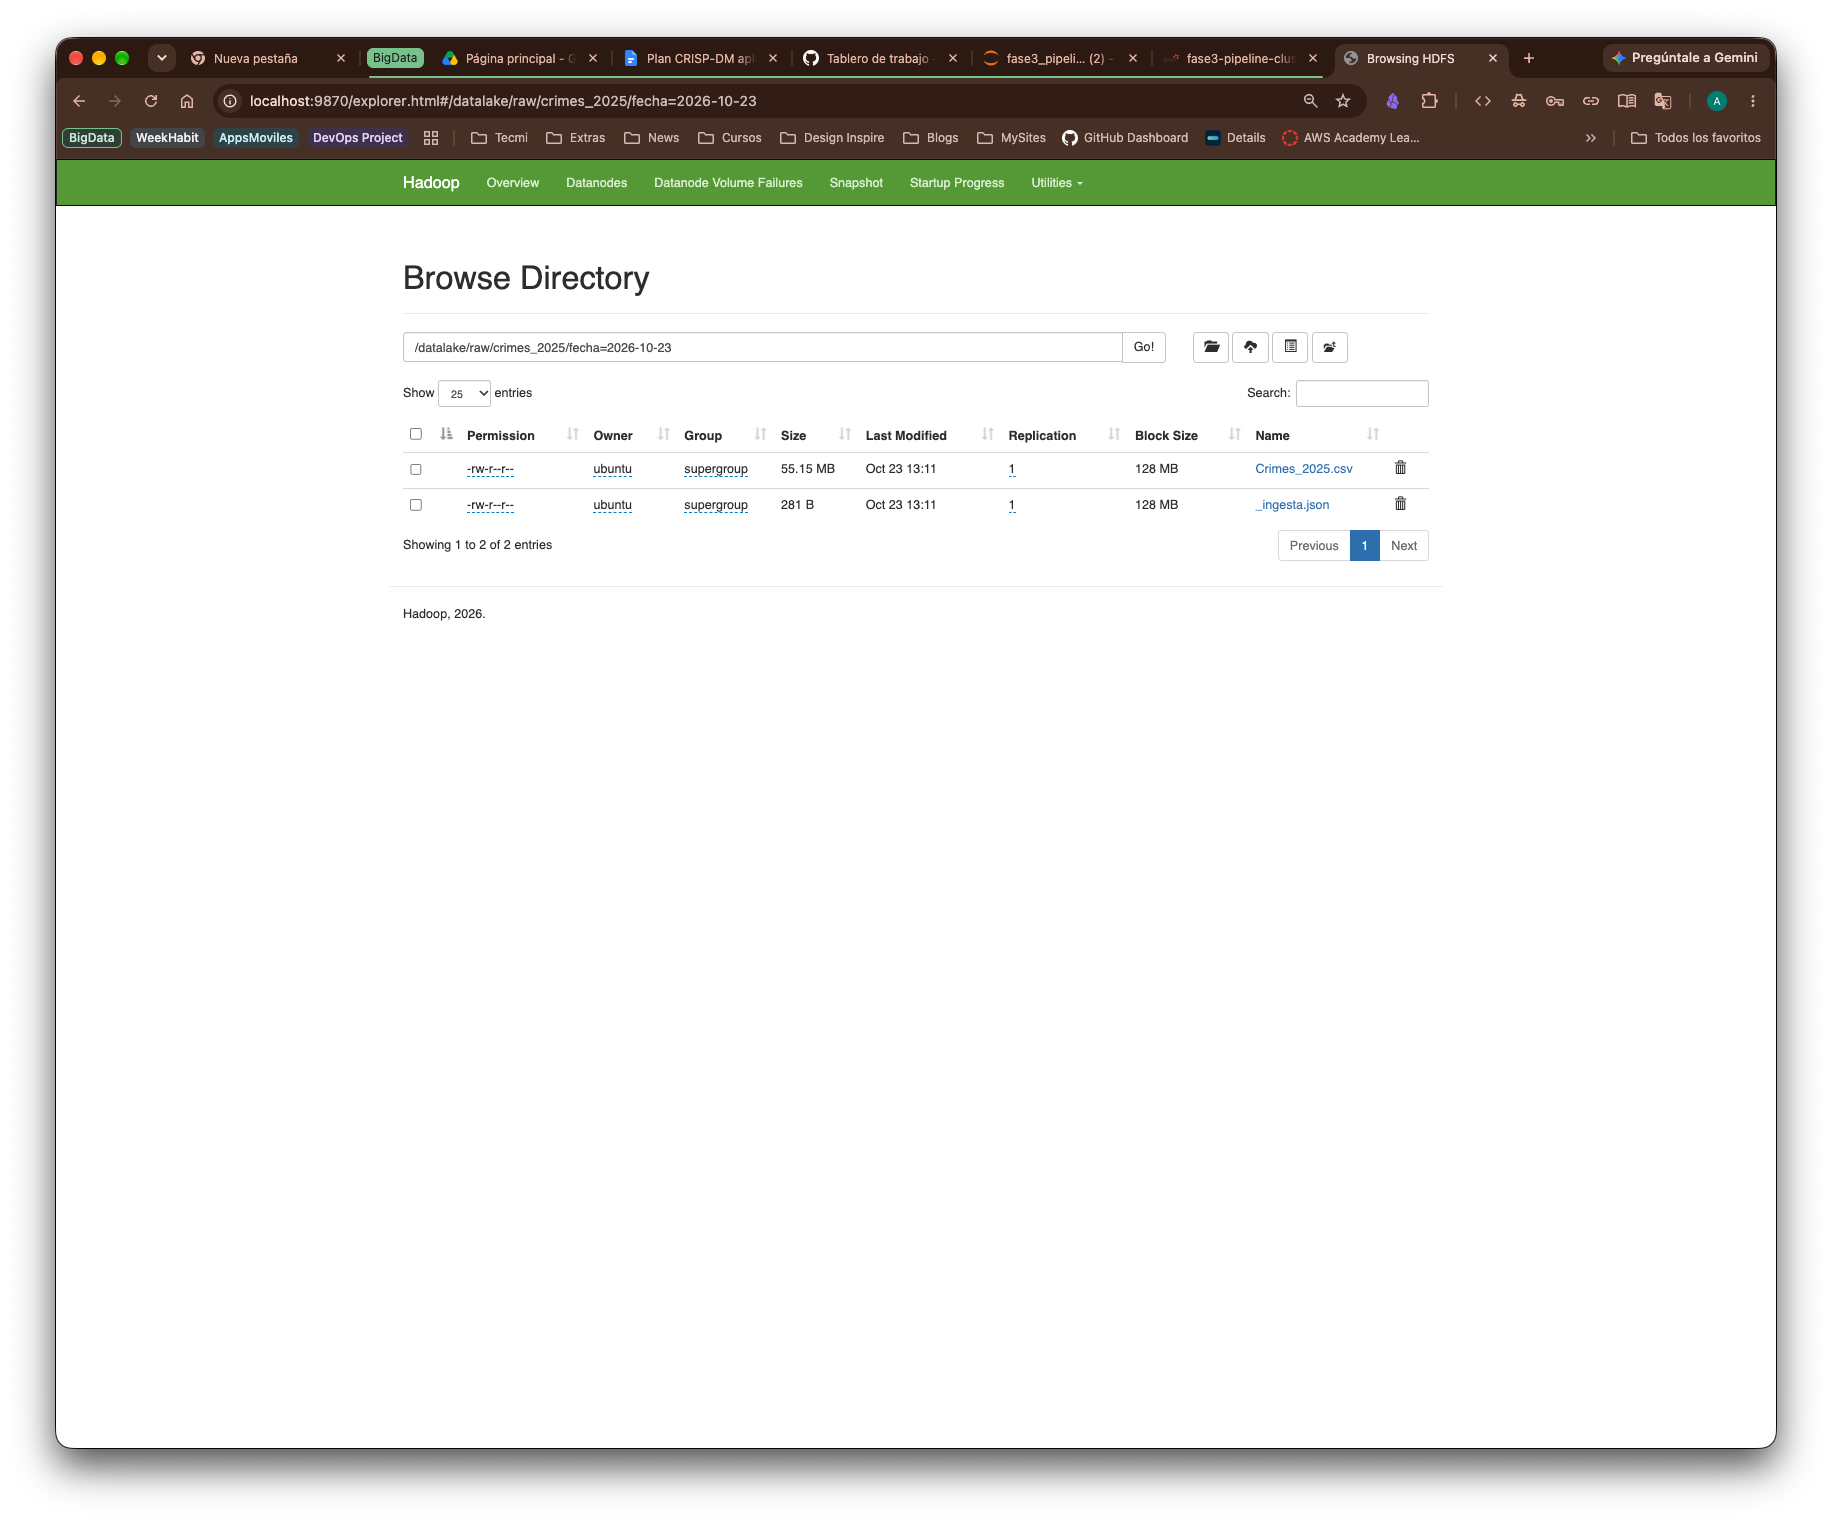 Nueva pestaña
BigData
Página principal - G
Plan CRISP-DM apl
Tablero de trabajo
fase3_pipeli... (2) -
fase3-pipeline-clus
Browsing HDFS
Pregúntale a Gemini
localhost:9870/explorer.html#/datalake/raw/crimes_2025/fecha=2026-10-23
A
BigData WeekHabit AppsMoviles DevOps Project Tecmi Extras News Cursos Design Inspire Blogs MySites GitHub Dashboard Details AWS Academy Lea... » Todos los favoritos
Hadoop Overview Datanodes Datanode Volume Failures Snapshot Startup Progress Utilities
Browse Directory
/datalake/raw/crimes_2025/fecha=2026-10-23 Go!
Show 25 entries Search:
Permission Owner Group Size Last Modified Replication Block Size Name
-rw-r--r-- ubuntu supergroup 55.15 MB Oct 23 13:11 1 128 MB Crimes_2025.csv
-rw-r--r-- ubuntu supergroup 281 B Oct 23 13:11 1 128 MB _ingesta.json
Showing 1 to 2 of 2 entries Previous 1 Next
Hadoop, 2026.